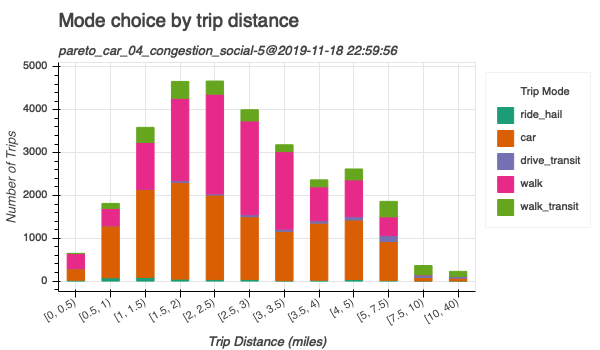 Mode choice by trip distance
pareto_car_04_congestion_social-5@2019-11-18 22:59:56
Number of Trips
5000
4000
3000
2000
1000
0
[0, 0.5)
[0.5, 1)
[1, 1.5)
[1.5, 2)
[2, 2.5)
[2.5, 3)
[3, 3.5)
[3.5, 4)
[4, 5)
[5, 7.5)
[7.5, 10)
[10, 40)
Trip Distance (miles)
Trip Mode
ride_hail
car
drive_transit
walk
walk_transit